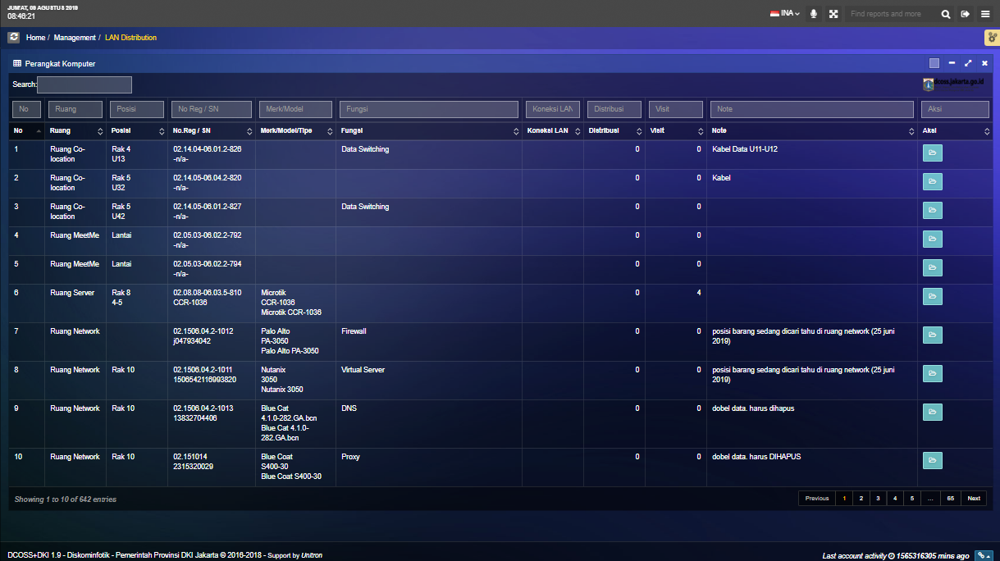 JUM'AT, 09 AGUSTUS 2019
08:46:21
INA
Find reports and more
Home / Management / LAN Distribution
Perangkat Komputer
Search:
dcoss.jakarta.go.id
No Ruang Posisi No Reg / SN Merk/Model Fungsi Koneksi LAN Distribusi Visit Note Aksi
No Ruang Posisi No.Reg / SN Merk/Model/Tipe Fungsi Koneksi LAN Distribusi Visit Note Aksi
1 Ruang Co- Rak 4 02.14.04-06.01.2-826 Data Switching 0 0 Kabel Data U11-U12
location U13 -n/a-
2 Ruang Co- Rak 5 02.14.05-06.04.2-820 0 0 Kabel
location U32 -n/a-
3 Ruang Co- Rak 5 02.14.05-06.01.2-827 Data Switching 0 0
location U42 -n/a-
4 Ruang MeetMe Lantai 02.05.03-06.02.2-792 0 0
-n/a-
5 Ruang MeetMe Lantai 02.05.03-06.02.2-794 0 0
-n/a-
6 Ruang Server Rak 8 02.08.08-06.03.5-810 Microtik 0 4
4-5 CCR-1036 CCR-1036
Microtik CCR-1036
7 Ruang Network 02.1506.04.2-1012 Palo Alto Firewall 0 0 posisi barang sedang dicari tahu di ruang network (25 juni
j047934042 PA-3050 2019)
Palo Alto PA-3050
8 Ruang Network Rak 10 02.1506.04.2-1011 Nutanix Virtual Server 0 0 posisi barang sedang dicari tahu di ruang network (25 juni
1506542116993820 3050 2019)
Nutanix 3050
9 Ruang Network Rak 10 02.1506.04.2-1013 Blue Cat DNS 0 0 dobel data. harus dihapus
13832704406 4.1.0-282.GA.bcn
Blue Cat 4.1.0-
282.GA.bcn
10 Ruang Network Rak 10 02.151014 Blue Coat Proxy 0 0 dobel data. harus DIHAPUS
2315320029 S400-30
Blue Coat S400-30
Showing 1 to 10 of 642 entries
Previous 1 2 3 4 5 ... 65 Next
DCOSS+DKI 1.9 - Diskominfotik - Pemerintah Provinsi DKI Jakarta © 2016-2018 - Support by Unitron
Last account activity 1565316305 mins ago